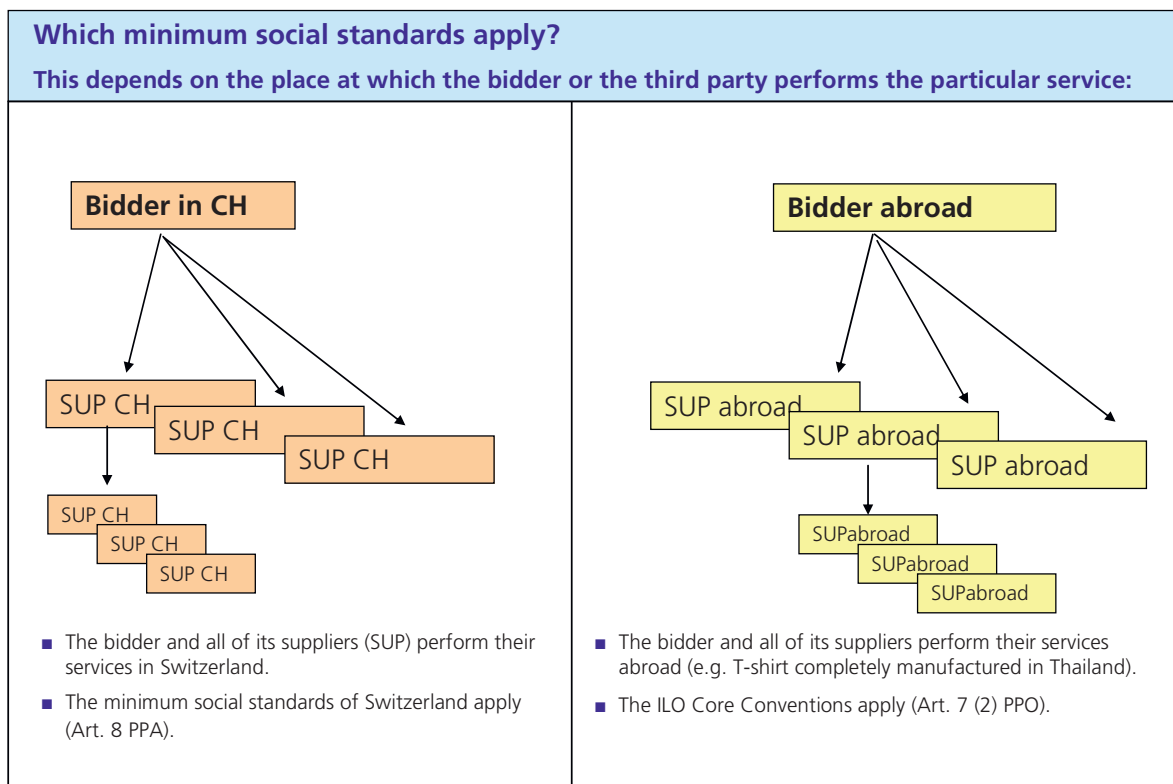 Which minimum social standards apply?
This depends on the place at which the bidder or the third party performs the particular service:
Bidder in CH
SUP CH
SUP CH
SUP CH
SUP CH
SUP CH
SUP CH
■ The bidder and all of its suppliers (SUP) perform their
services in Switzerland.
■ The minimum social standards of Switzerland apply
(Art. 8 PPA).
Bidder abroad
SUP abroad
SUP abroad
SUP abroad
SUPabroad
SUPabroad
SUPabroad
■ The bidder and all of its suppliers perform their services
abroad (e.g. T-shirt completely manufactured in Thailand).
■ The ILO Core Conventions apply (Art. 7 (2) PPO).